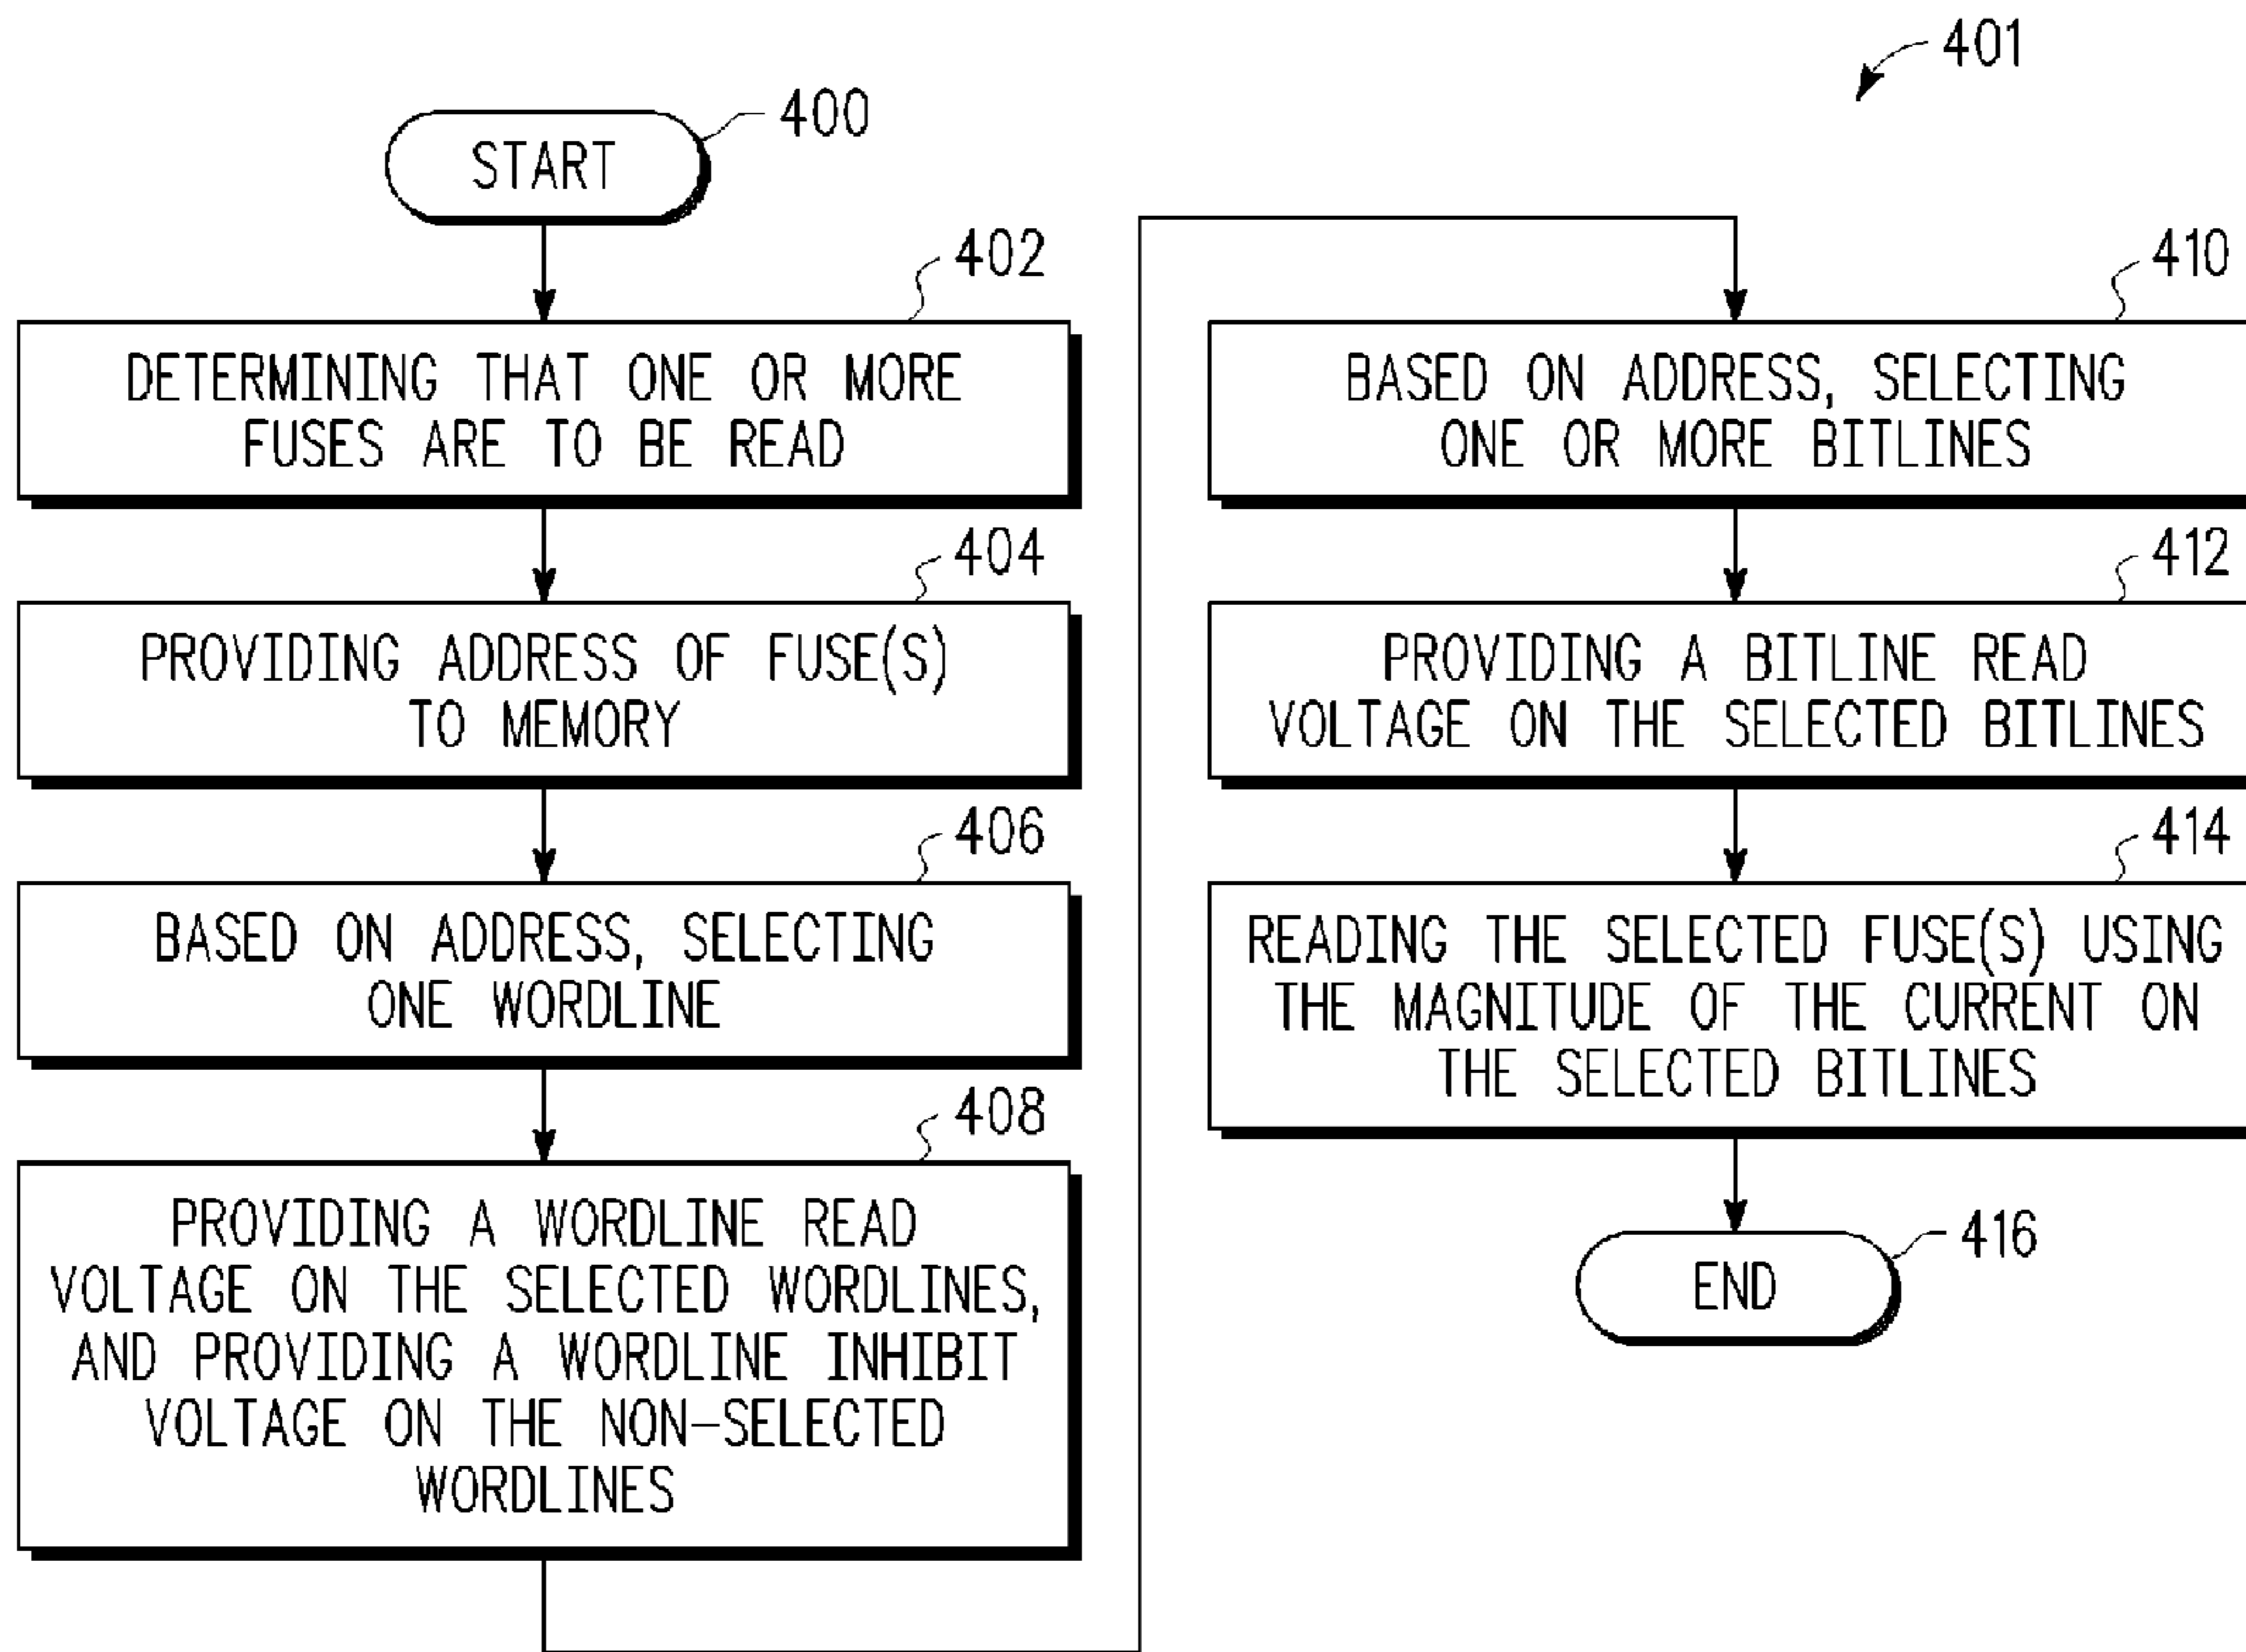 401
START
400
402
DETERMINING THAT ONE OR MORE
FUSES ARE TO BE READ
404
PROVIDING ADDRESS OF FUSE(S)
TO MEMORY
406
BASED ON ADDRESS, SELECTING
ONE WORDLINE
408
PROVIDING A WORDLINE READ
VOLTAGE ON THE SELECTED WORDLINES,
AND PROVIDING A WORDLINE INHIBIT
VOLTAGE ON THE NON-SELECTED
WORDLINES
410
BASED ON ADDRESS, SELECTING
ONE OR MORE BITLINES
412
PROVIDING A BITLINE READ
VOLTAGE ON THE SELECTED BITLINES
414
READING THE SELECTED FUSE(S) USING
THE MAGNITUDE OF THE CURRENT ON
THE SELECTED BITLINES
416
END